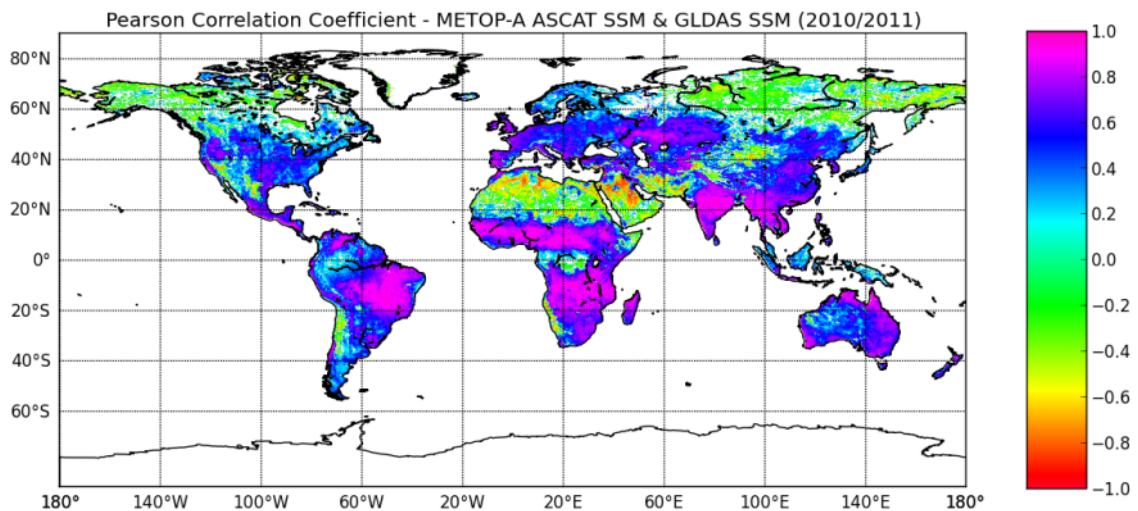 Pearson Correlation Coefficient - METOP-A ASCAT SSM & GLDAS SSM (2010/2011)
80°N
60°N
40°N
20°N
0°
20°S
40°S
60°S
180° 140°W 100°W 60°W 20°W 20°E 60°E 100°E 140°E 180°
1.0
0.8
0.6
0.4
0.2
0.0
−0.2
−0.4
−0.6
−0.8
−1.0